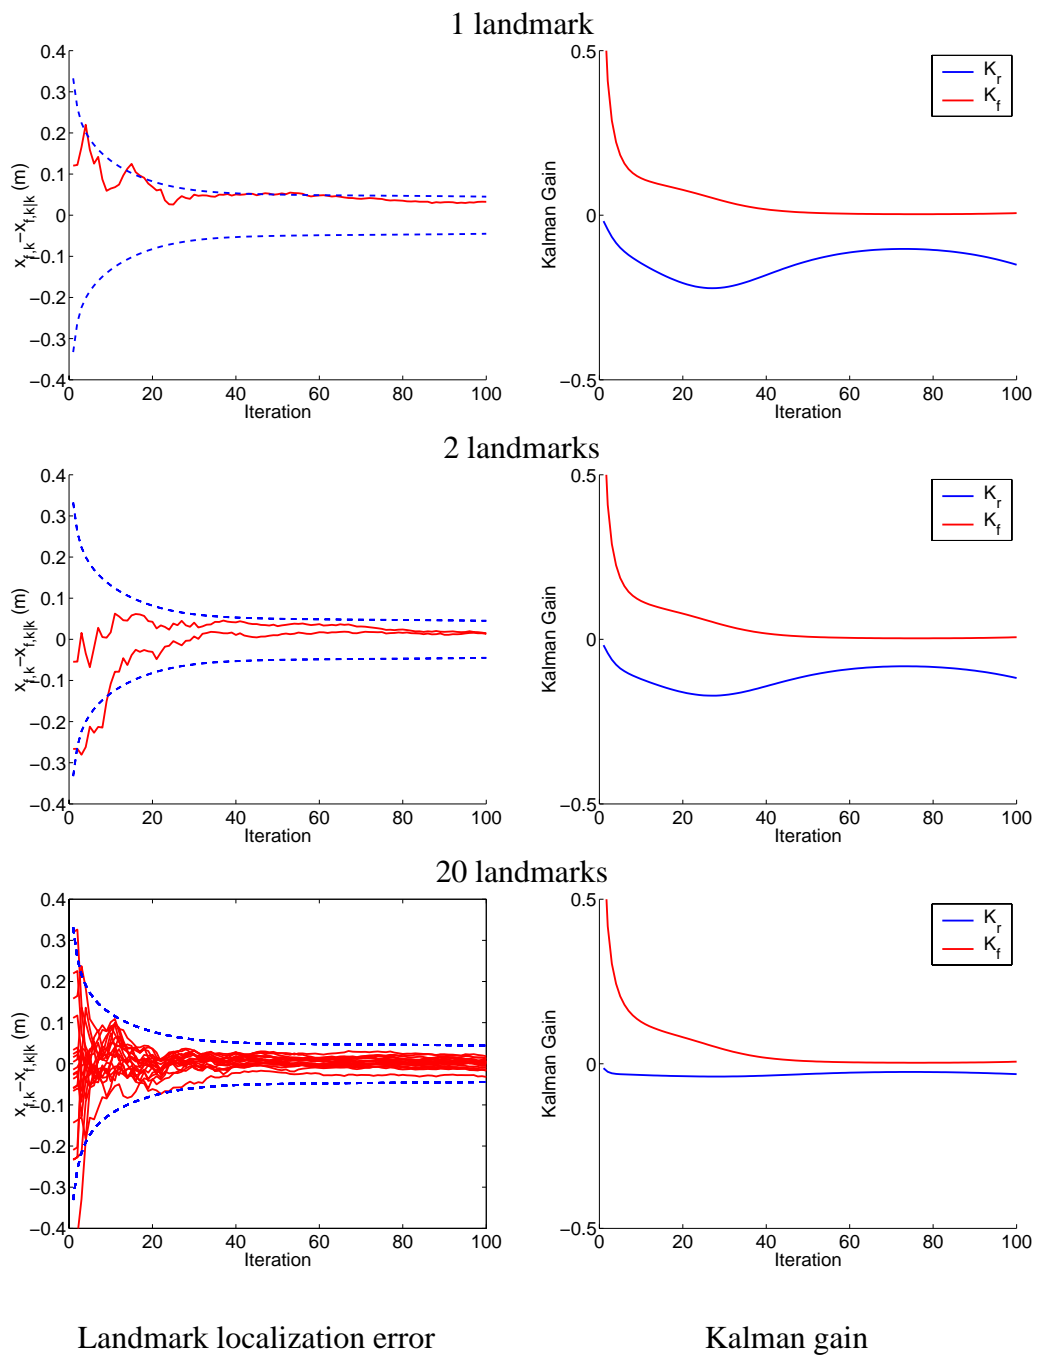 1 landmark
0.4
0.3
0.2
0.1
0
−0.1
−0.2
−0.3
−0.4
0 20 40 60 80 100
Iteration
x_f,k−x_f,k|k (m)
0.5
0
−0.5
0 20 40 60 80 100
Iteration
Kalman Gain
K_r
K_f
2 landmarks
0.4
0.3
0.2
0.1
0
−0.1
−0.2
−0.3
−0.4
0 20 40 60 80 100
Iteration
x_f,k−x_f,k|k (m)
0.5
0
−0.5
0 20 40 60 80 100
Iteration
Kalman Gain
K_r
K_f
20 landmarks
0.4
0.3
0.2
0.1
0
−0.1
−0.2
−0.3
−0.4
0 20 40 60 80 100
Iteration
x_f,k−x_f,k|k (m)
0.5
0
−0.5
0 20 40 60 80 100
Iteration
Kalman Gain
K_r
K_f
Landmark localization error
Kalman gain